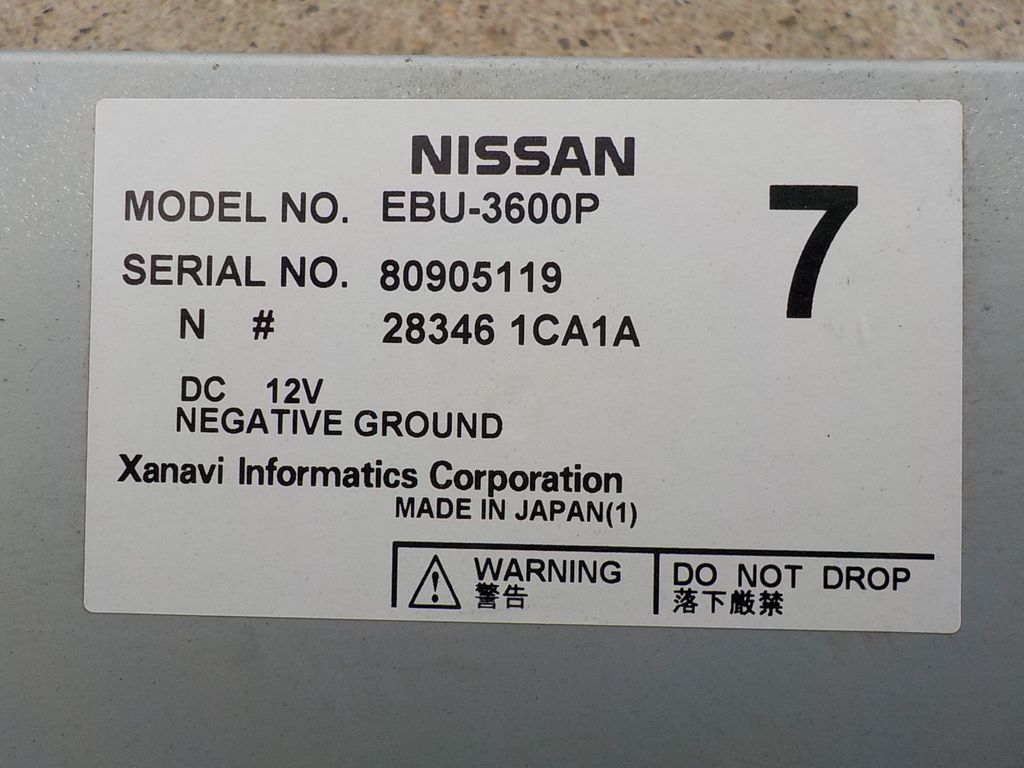 NISSAN
MODEL NO. EBU-3600P
7
SERIAL NO. 80905119
N # 28346 1CA1A
DC 12V
NEGATIVE GROUND
Xanavi Informatics Corporation
MADE IN JAPAN(1)
WARNING
警告
DO NOT DROP
落下厳禁